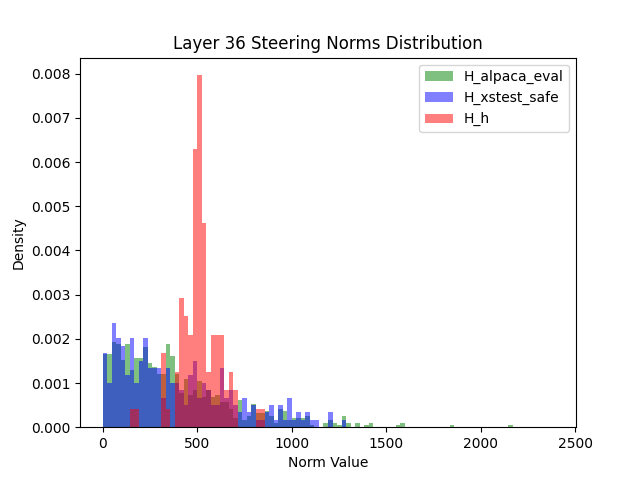 Layer 36 Steering Norms Distribution
H_alpaca_eval
H_xstest_safe
H_h
0.008
0.007
0.006
0.005
0.004
0.003
0.002
0.001
0.000
Density
0
500
1000
1500
2000
2500
Norm Value